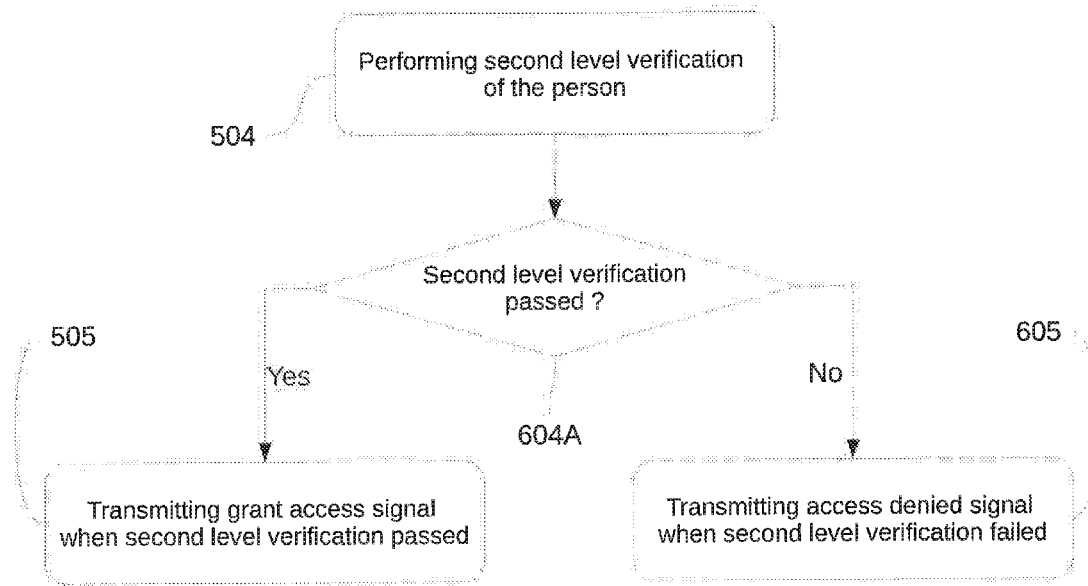 Performing second level verification
of the person
504
Second level verification
passed ?
505
605
Yes
No
604A
Transmitting grant access signal
when second level verification passed
Transmitting access denied signal
when second level verification failed